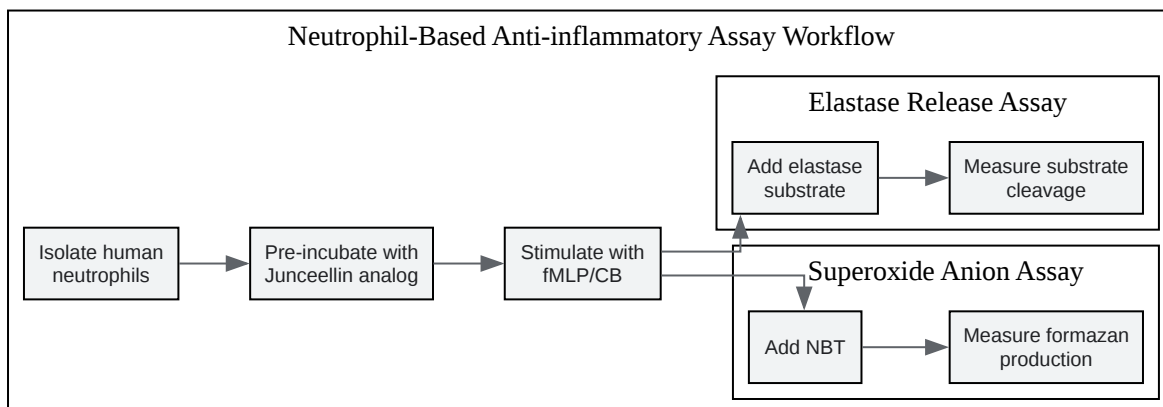 Neutrophil-Based Anti-inflammatory Assay Workflow
Isolate human
neutrophils
Pre-incubate with
Junceellin analog
Stimulate with
fMLP/CB
Elastase Release Assay
Add elastase
substrate
Measure substrate
cleavage
Superoxide Anion Assay
Add NBT
Measure formazan
production